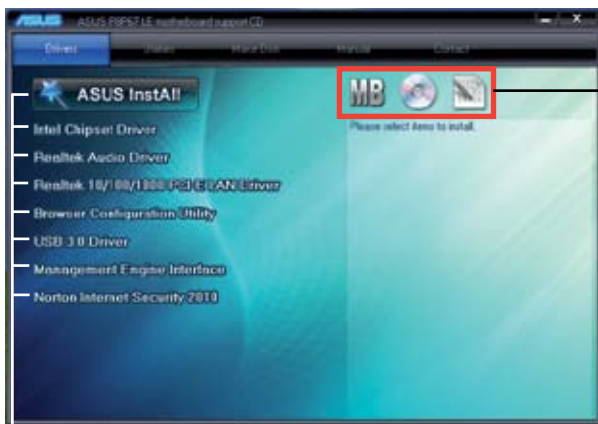 ASUS ASUS P8P67 LE motherboard support CD
Drivers Utilities Make Disk Manual Contact
ASUS InstAll
MB
Please select items to install.
Intel Chipset Driver
Realtek Audio Driver
Realtek 10/100/1000 PCI-E LAN Driver
Browser Configuration Utility
USB 3.0 Driver
Management Engine Interface
Norton Internet Security 2010